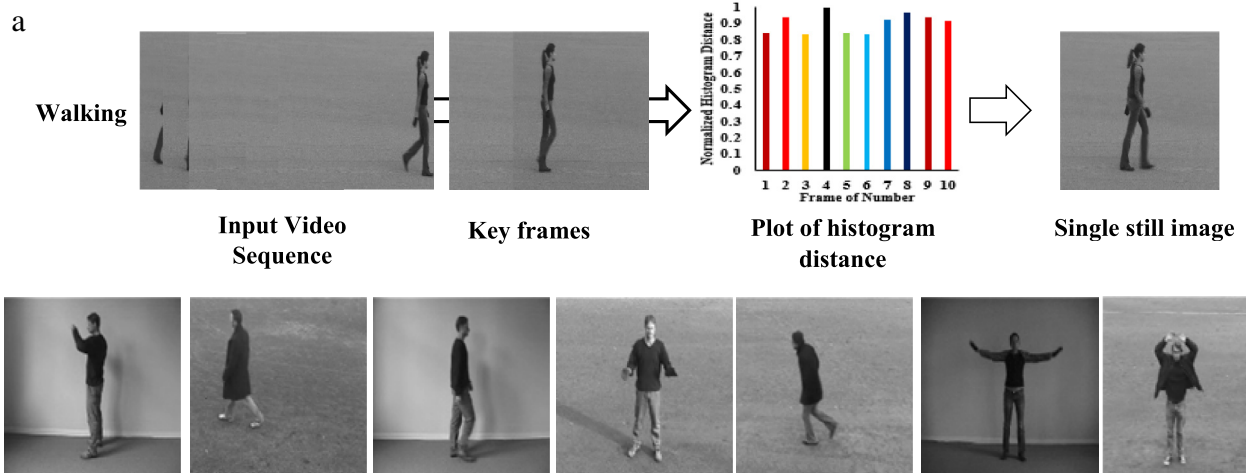 a
Walking
Input Video
Sequence
Key frames
Normalized Histogram Distance
1
0.9
0.8
0.7
0.6
0.5
0.4
0.3
0.2
0.1
0
1 2 3 4 5 6 7 8 9 10
Frame of Number
Plot of histogram
distance
Single still image